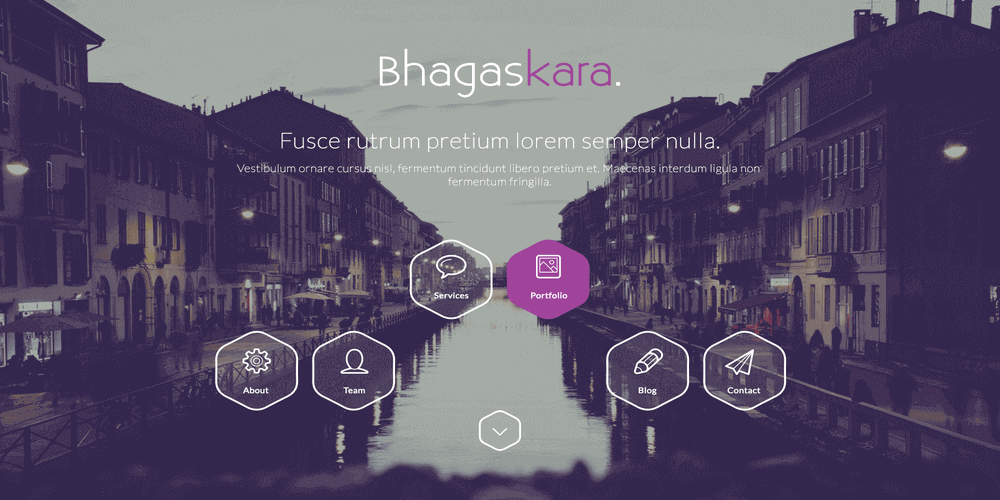 Bhagaskara.
Fusce rutrum pretium lorem semper nulla.
Vestibulum ornare cursus nisl, fermentum tincidunt libero pretium et. Maecenas interdum ligula non
fermentum fringilla.
Services
Portfolio
About
Team
Blog
Contact